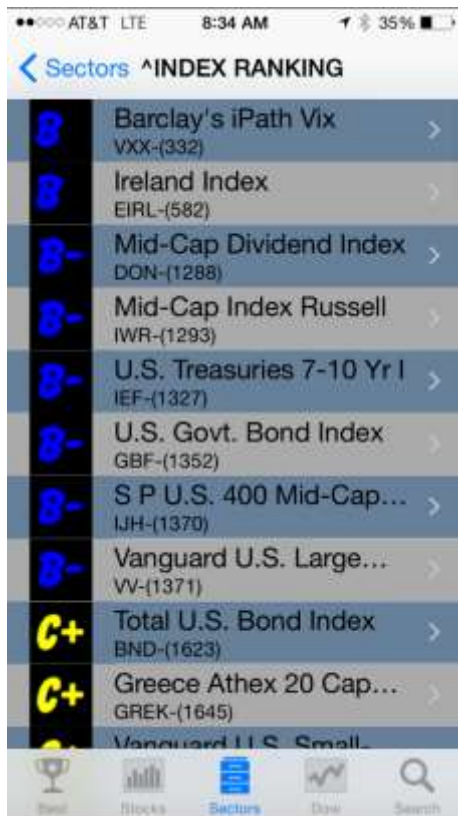 AT&T LTE 8:34 AM 35%
Sectors ^INDEX RANKING
B Barclay's iPath Vix
VXX-(332)
B Ireland Index
EIRL-(582)
B- Mid-Cap Dividend Index
DON-(1288)
B- Mid-Cap Index Russell
IWR-(1293)
B- U.S. Treasuries 7-10 Yr I
IEF-(1327)
B- U.S. Govt. Bond Index
GBF-(1352)
B- S P U.S. 400 Mid-Cap...
IJH-(1370)
B- Vanguard U.S. Large...
VV-(1371)
C+ Total U.S. Bond Index
BND-(1623)
C+ Greece Athex 20 Cap...
GREK-(1645)
Vanguard U.S. Small-
Best Blocks Sectors Dow Search